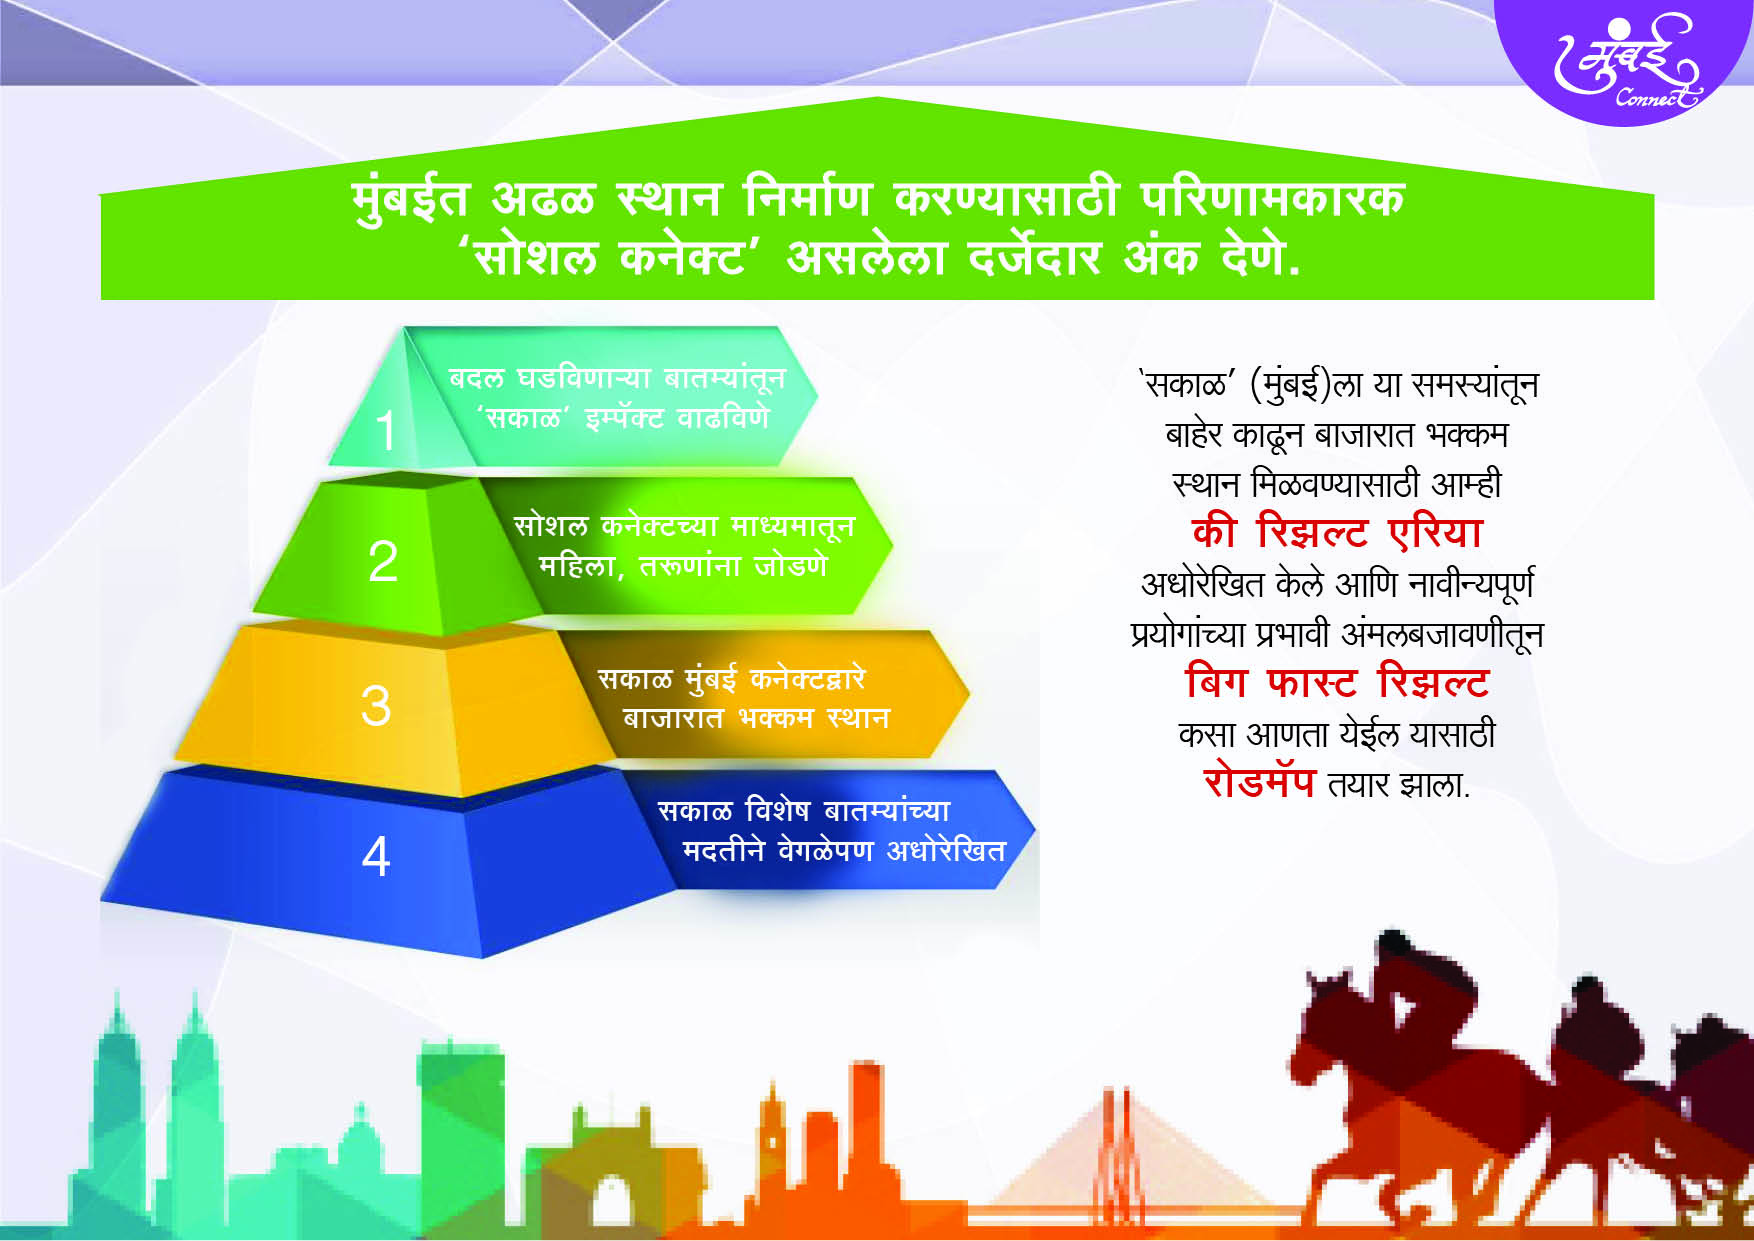 मुंबई
Connect
मुंबईत अढळ स्थान निर्माण करण्यासाठी परिणामकारक
‘सोशल कनेक्ट’ असलेला दर्जेदार अंक देणे.
1
बदल घडविणाऱ्या बातम्यांतून
‘सकाळ’ इम्पॅक्ट वाढविणे
2
सोशल कनेक्टच्या माध्यमातून
महिला, तरूणांना जोडणे
3
सकाळ मुंबई कनेक्टद्वारे
बाजारात भक्कम स्थान
4
सकाळ विशेष बातम्यांच्या
मदतीने वेगळेपण अधोरेखित
‘सकाळ’ (मुंबई)ला या समस्यांतून
बाहेर काढून बाजारात भक्कम
स्थान मिळवण्यासाठी आम्ही
की रिझल्ट एरिया
अधोरेखित केले आणि नावीन्यपूर्ण
प्रयोगांच्या प्रभावी अंमलबजावणीतून
बिग फास्ट रिझल्ट
कसा आणता येईल यासाठी
रोडमॅप तयार झाला.